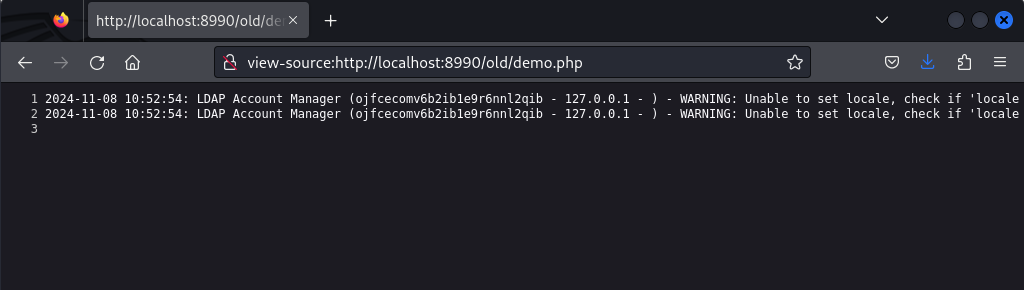 http://localhost:8990/old/de
view-source:http://localhost:8990/old/demo.php
1 2024-11-08 10:52:54: LDAP Account Manager (ojfcecomv6b2ib1e9r6nnl2qib - 127.0.0.1 - ) - WARNING: Unable to set locale, check if 'locale
2 2024-11-08 10:52:54: LDAP Account Manager (ojfcecomv6b2ib1e9r6nnl2qib - 127.0.0.1 - ) - WARNING: Unable to set locale, check if 'locale
3